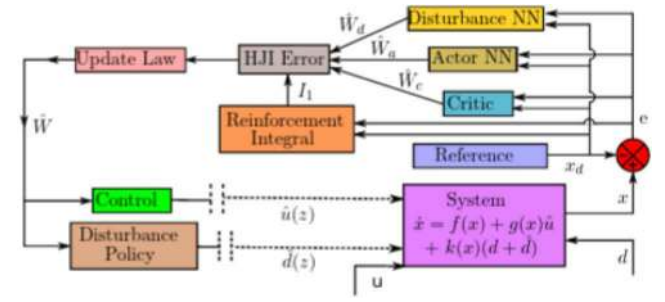 Disturbance NN
Ŵ_d
Update Law
HJI Error
Ŵ_a
Actor NN
Ŵ_c
Critic
I_1
Reinforcement
Integral
e
Ŵ
Reference
x_d
x
Control
û(z)
System
ẋ = f(x) + g(x)û
+ k(x)(d + d̂)
Disturbance
Policy
d̂(z)
d
u